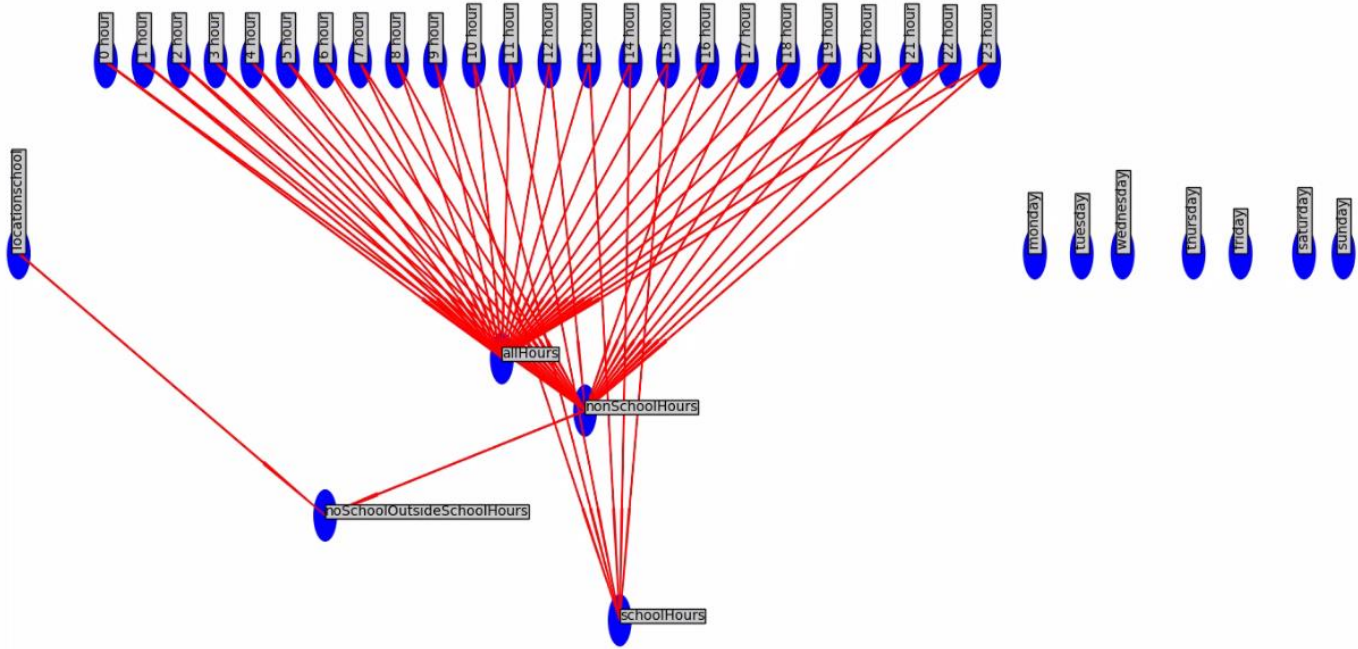 0 hour
1 hour
2 hour
3 hour
4 hour
5 hour
6 hour
7 hour
8 hour
9 hour
10 hour
11 hour
12 hour
13 hour
14 hour
15 hour
16 hour
17 hour
18 hour
19 hour
20 hour
21 hour
22 hour
23 hour
locationschool
monday
tuesday
wednesday
thursday
friday
saturday
sunday
allHours
nonSchoolHours
noSchoolOutsideSchoolHours
schoolHours